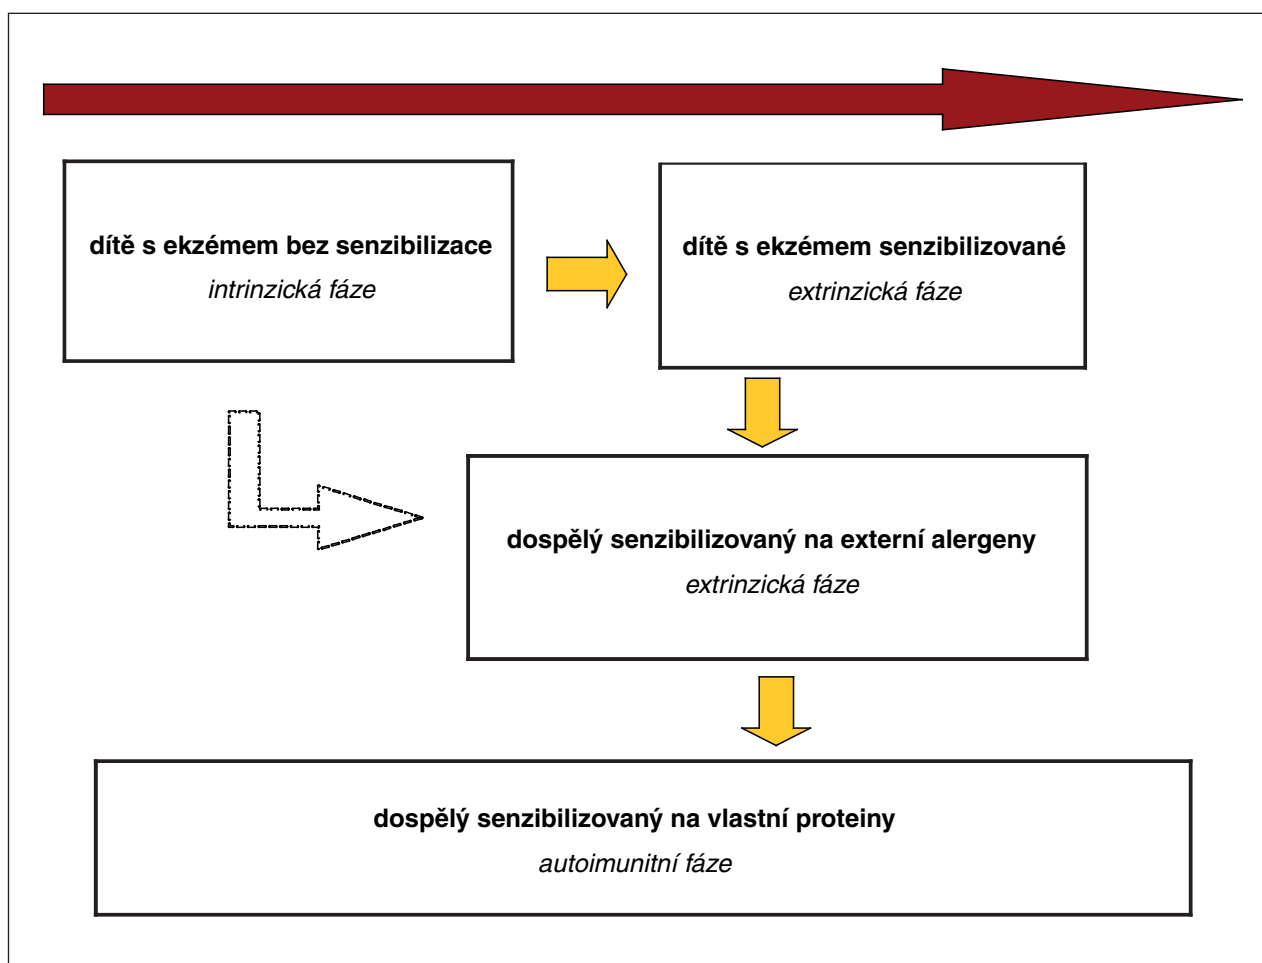 dítě s ekzémem bez senzibilizace
intrinzická fáze
dítě s ekzémem senzibilizované
extrinzická fáze
dospělý senzibilizovaný na externí alergeny
extrinzická fáze
dospělý senzibilizovaný na vlastní proteiny
autoimunitní fáze